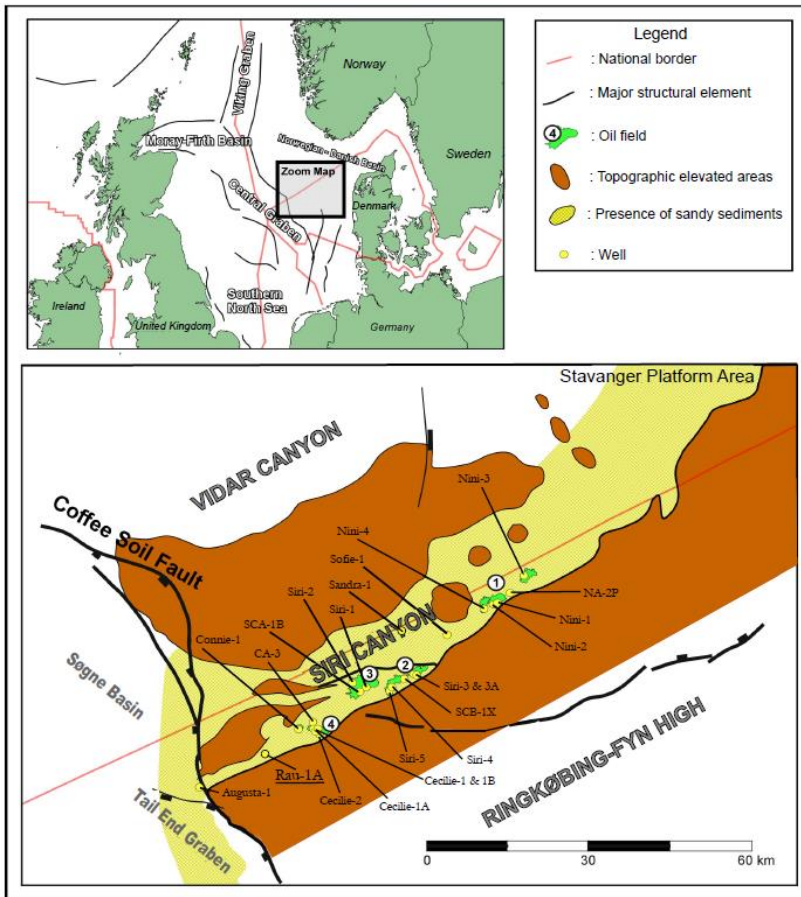 Norway
Viking Graben
Moray-Firth Basin
Norwegian - Danish Basin
Sweden
Zoom Map
Central Graben
Denmark
Southern
North Sea
Ireland
United Kingdom
Germany
Legend
: National border
: Major structural element
4
: Oil field
: Topographic elevated areas
: Presence of sandy sediments
: Well
Stavanger Platform Area
VIDAR CANYON
Nini-3
Coffee Soil Fault
Nini-4
Sofie-1
Sandra-1
Siri-2
Siri-1
SCA-1B
CA-3
Connie-1
1
NA-2P
Nini-1
Nini-2
SIRI CANYON
2
3
Siri-3 & 3A
SCB-1X
Søgne Basin
4
Siri-5
Siri-4
RINGKØBING-FYN HIGH
Rau-1A
Cecilie-1 & 1B
Augusta-1
Cecilie-2
Cecilie-1A
Tail End Graben
0
30
60 km